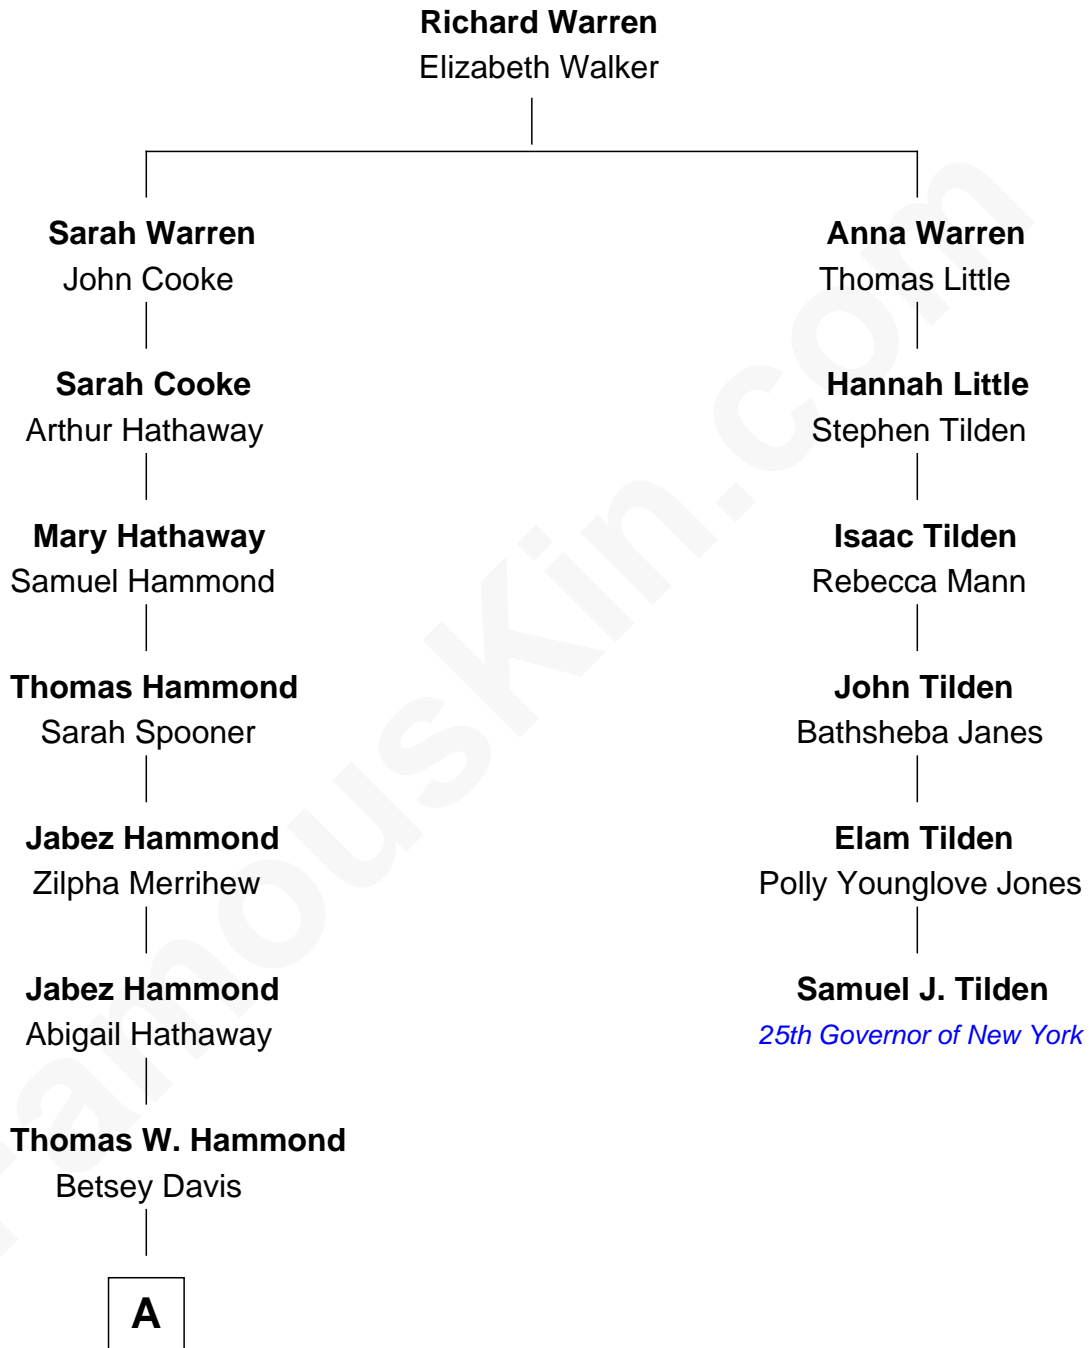 Richard Warren
Elizabeth Walker
Sarah Warren
John Cooke
Anna Warren
Thomas Little
Sarah Cooke
Arthur Hathaway
Hannah Little
Stephen Tilden
Mary Hathaway
Samuel Hammond
Isaac Tilden
Rebecca Mann
Thomas Hammond
Sarah Spooner
John Tilden
Bathsheba Janes
Jabez Hammond
Zilpha Merrihew
Elam Tilden
Polly Younglove Jones
Jabez Hammond
Abigail Hathaway
Samuel J. Tilden
25th Governor of New York
Thomas W. Hammond
Betsey Davis
A
FamousKin.com